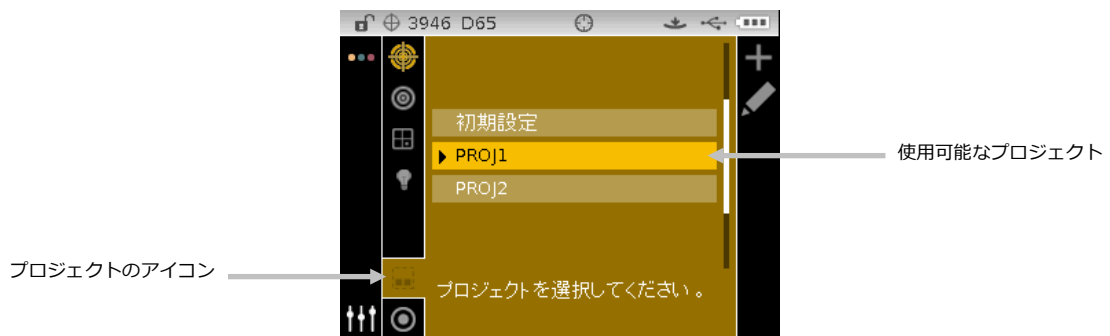 3946 D65
初期設定
PROJ1
使用可能なプロジェクト
PROJ2
プロジェクトのアイコン
プロジェクトを選択してください。